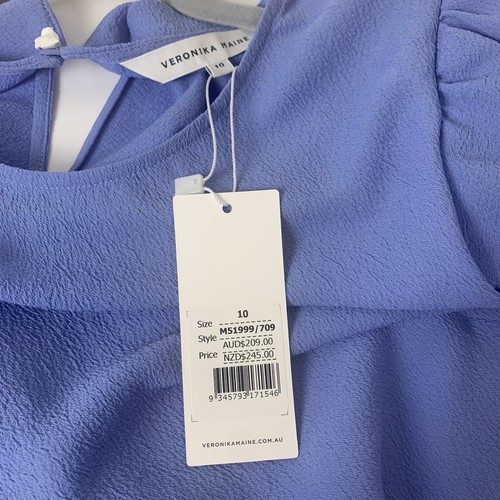 VERONIKA MAINE
10
Size 10
Style M51999/709
AUD$209.00
Price NZD$245.00
9 345793 171546
VERONIKAMAINE.COM.AU